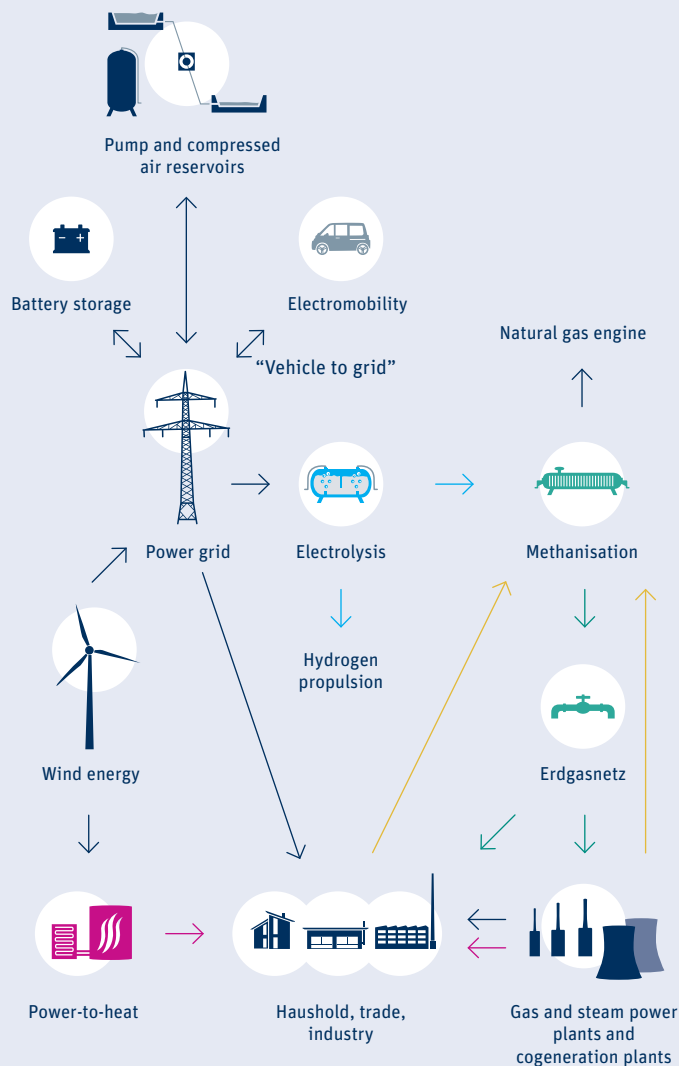 Pump and compressed
air reservoirs
Battery storage
Electromobility
Natural gas engine
“Vehicle to grid”
Power grid
Electrolysis
Methanisation
Hydrogen
propulsion
Wind energy
Erdgasnetz
Power-to-heat
Haushold, trade,
industry
Gas and steam power
plants and
cogeneration plants